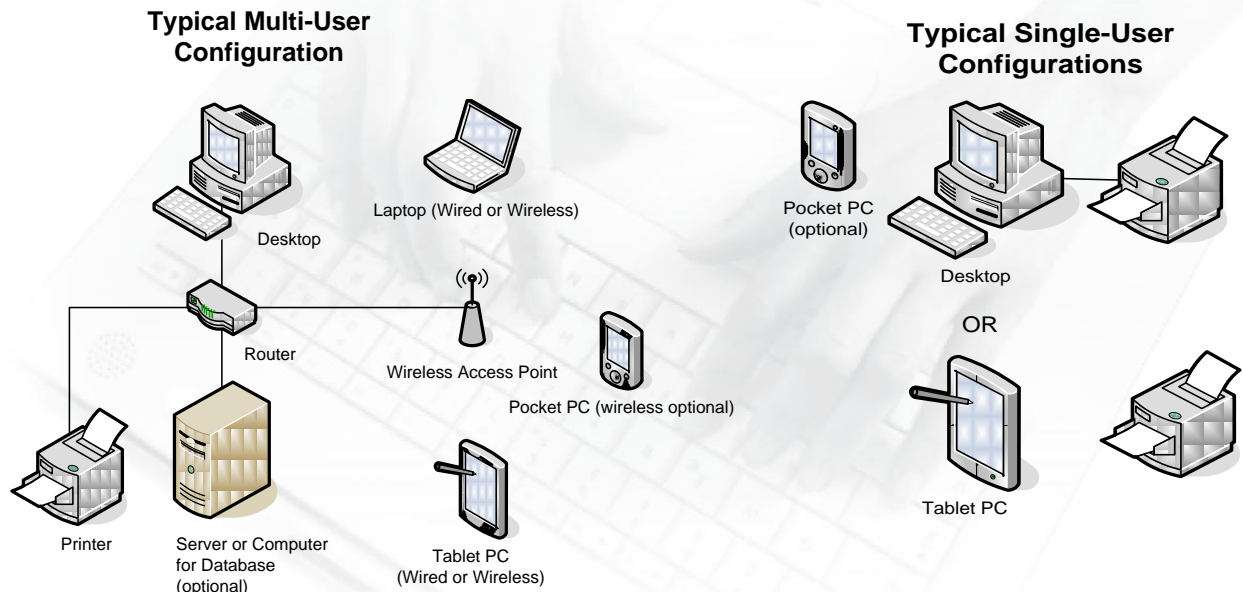 Typical Multi-User
Configuration
Desktop
Laptop (Wired or Wireless)
Router
Wireless Access Point
Pocket PC (wireless optional)
Printer
Server or Computer
for Database
(optional)
Tablet PC
(Wired or Wireless)
Typical Single-User
Configurations
Pocket PC
(optional)
Desktop
OR
Tablet PC